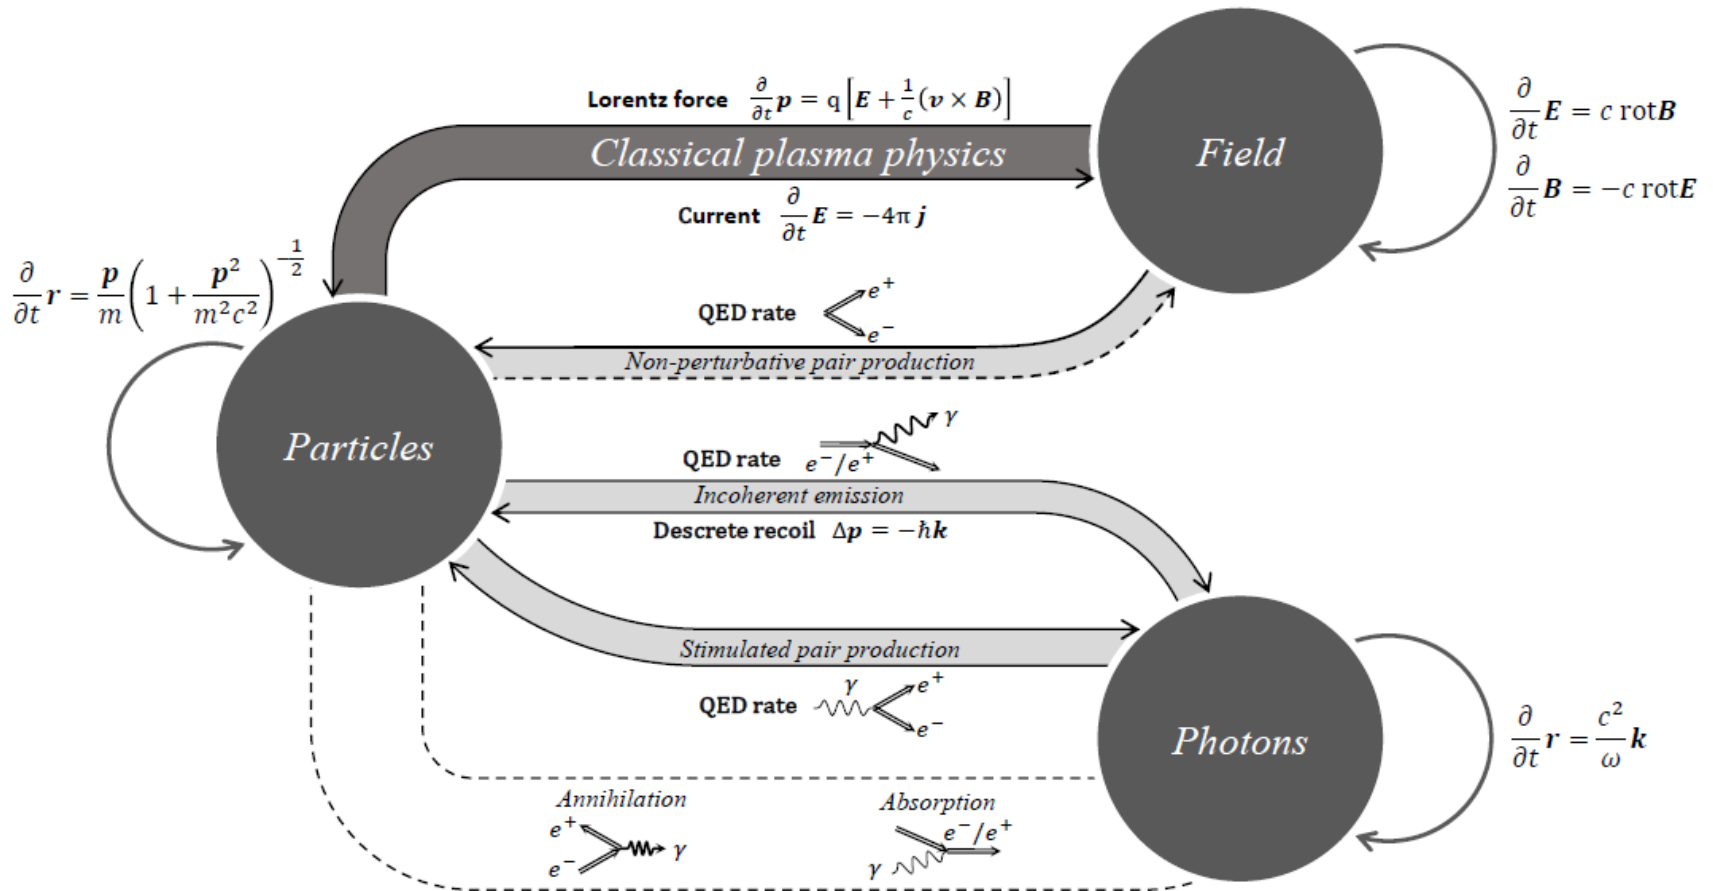 Lorentz force ∂/∂t 𝒑 = q[𝑬 + 1/c(𝒗 × 𝑩)]
Classical plasma physics
Current ∂/∂t 𝑬 = −4π 𝒋
Field
∂/∂t 𝑬 = c rot𝑩
∂/∂t 𝑩 = −c rot𝑬
∂/∂t 𝒓 = 𝒑/m (1 + 𝒑²/m²c²)^(−1/2)
QED rate e⁺ e⁻
Non-perturbative pair production
Particles
QED rate e⁻/e⁺ γ
Incoherent emission
Descrete recoil Δ𝒑 = −ℏ𝒌
Stimulated pair production
QED rate γ e⁺ e⁻
Photons
∂/∂t 𝒓 = c²/ω 𝒌
Annihilation
e⁺ e⁻ γ
Absorption
e⁻/e⁺ γ